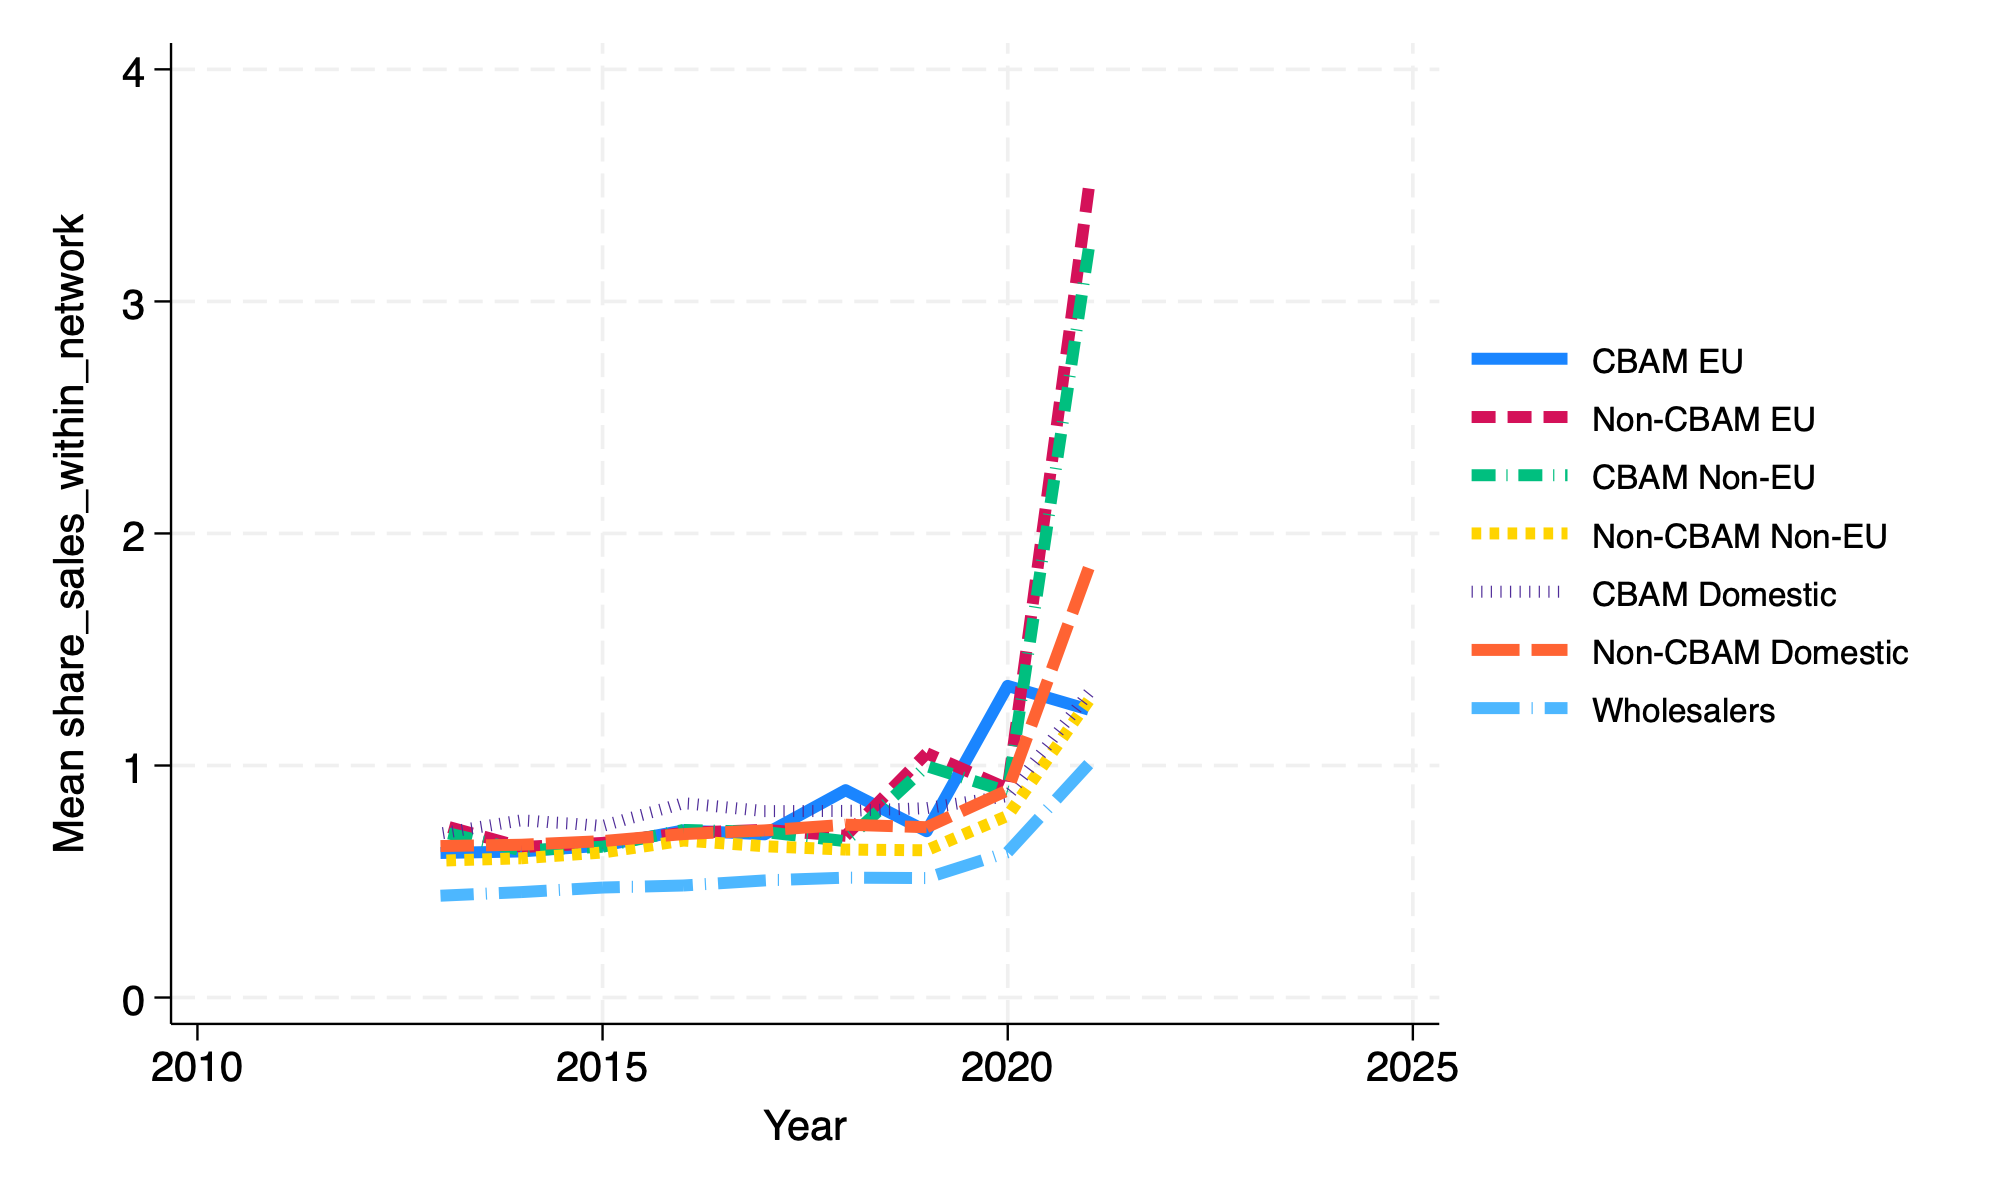 Mean share_sales_within_network
4
3
2
1
0
2010
2015
2020
2025
Year
CBAM EU
Non-CBAM EU
CBAM Non-EU
Non-CBAM Non-EU
CBAM Domestic
Non-CBAM Domestic
Wholesalers